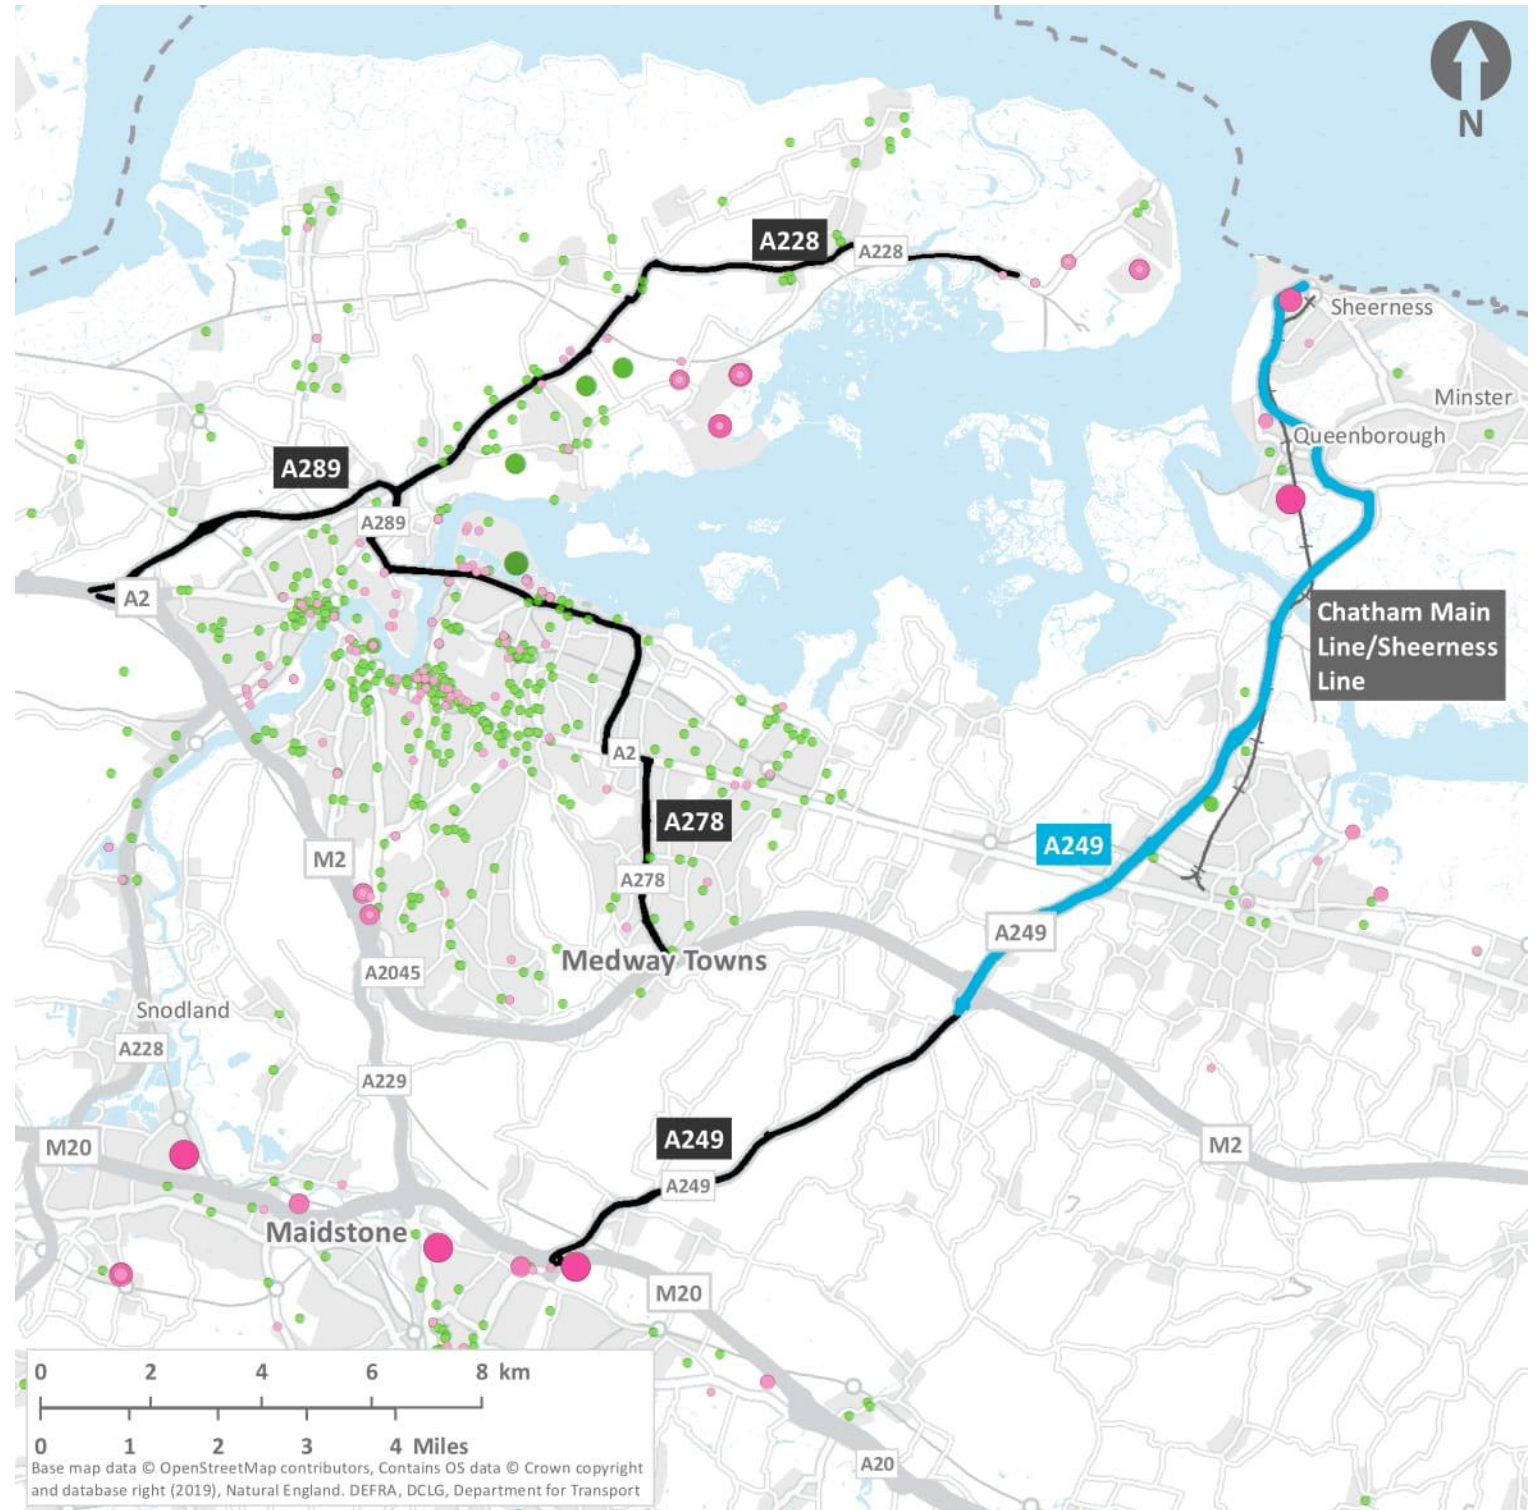 N
A228
A228
Sheerness
Minster
Queenborough
A289
A289
A2
Chatham Main
Line/Sheerness
Line
A2
A278
A249
M2
A278
A249
Medway Towns
A2045
Snodland
A228
A229
A249
M20
M2
A249
Maidstone
M20
0 2 4 6 8 km
0 1 2 3 4 Miles
A20
Base map data © OpenStreetMap contributors, Contains OS data © Crown copyright
and database right (2019), Natural England. DEFRA, DCLG, Department for Transport